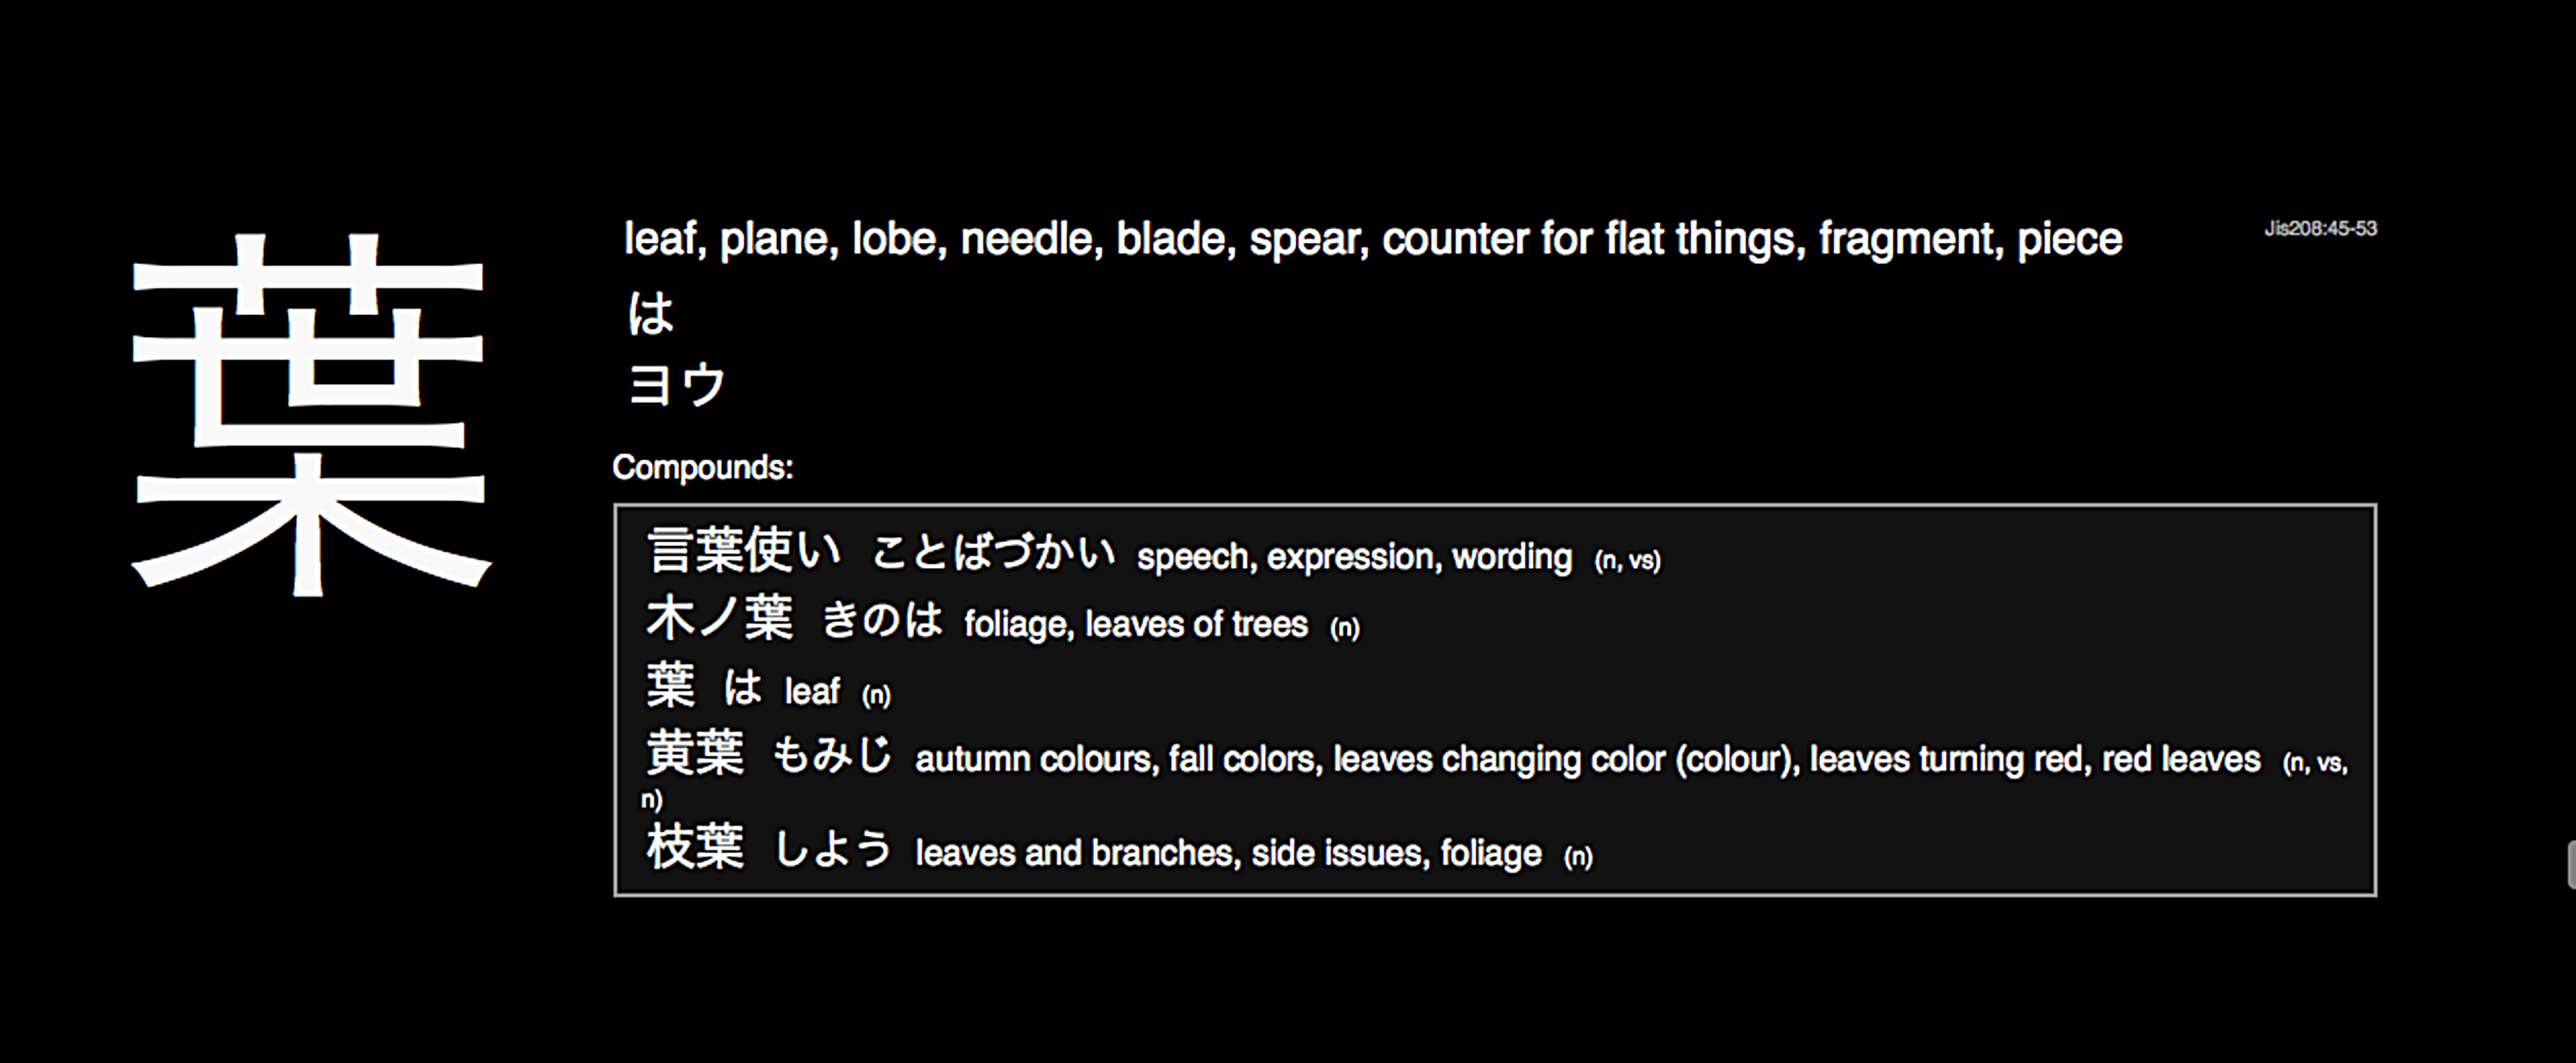 葉
leaf, plane, lobe, needle, blade, spear, counter for flat things, fragment, piece
Jis208:45-53
は
ヨウ
Compounds:
言葉使い ことばづかい speech, expression, wording (n, vs)
木ノ葉 きのは foliage, leaves of trees (n)
葉 は leaf (n)
黄葉 もみじ autumn colours, fall colors, leaves changing color (colour), leaves turning red, red leaves (n, vs,
n)
枝葉 しよう leaves and branches, side issues, foliage (n)